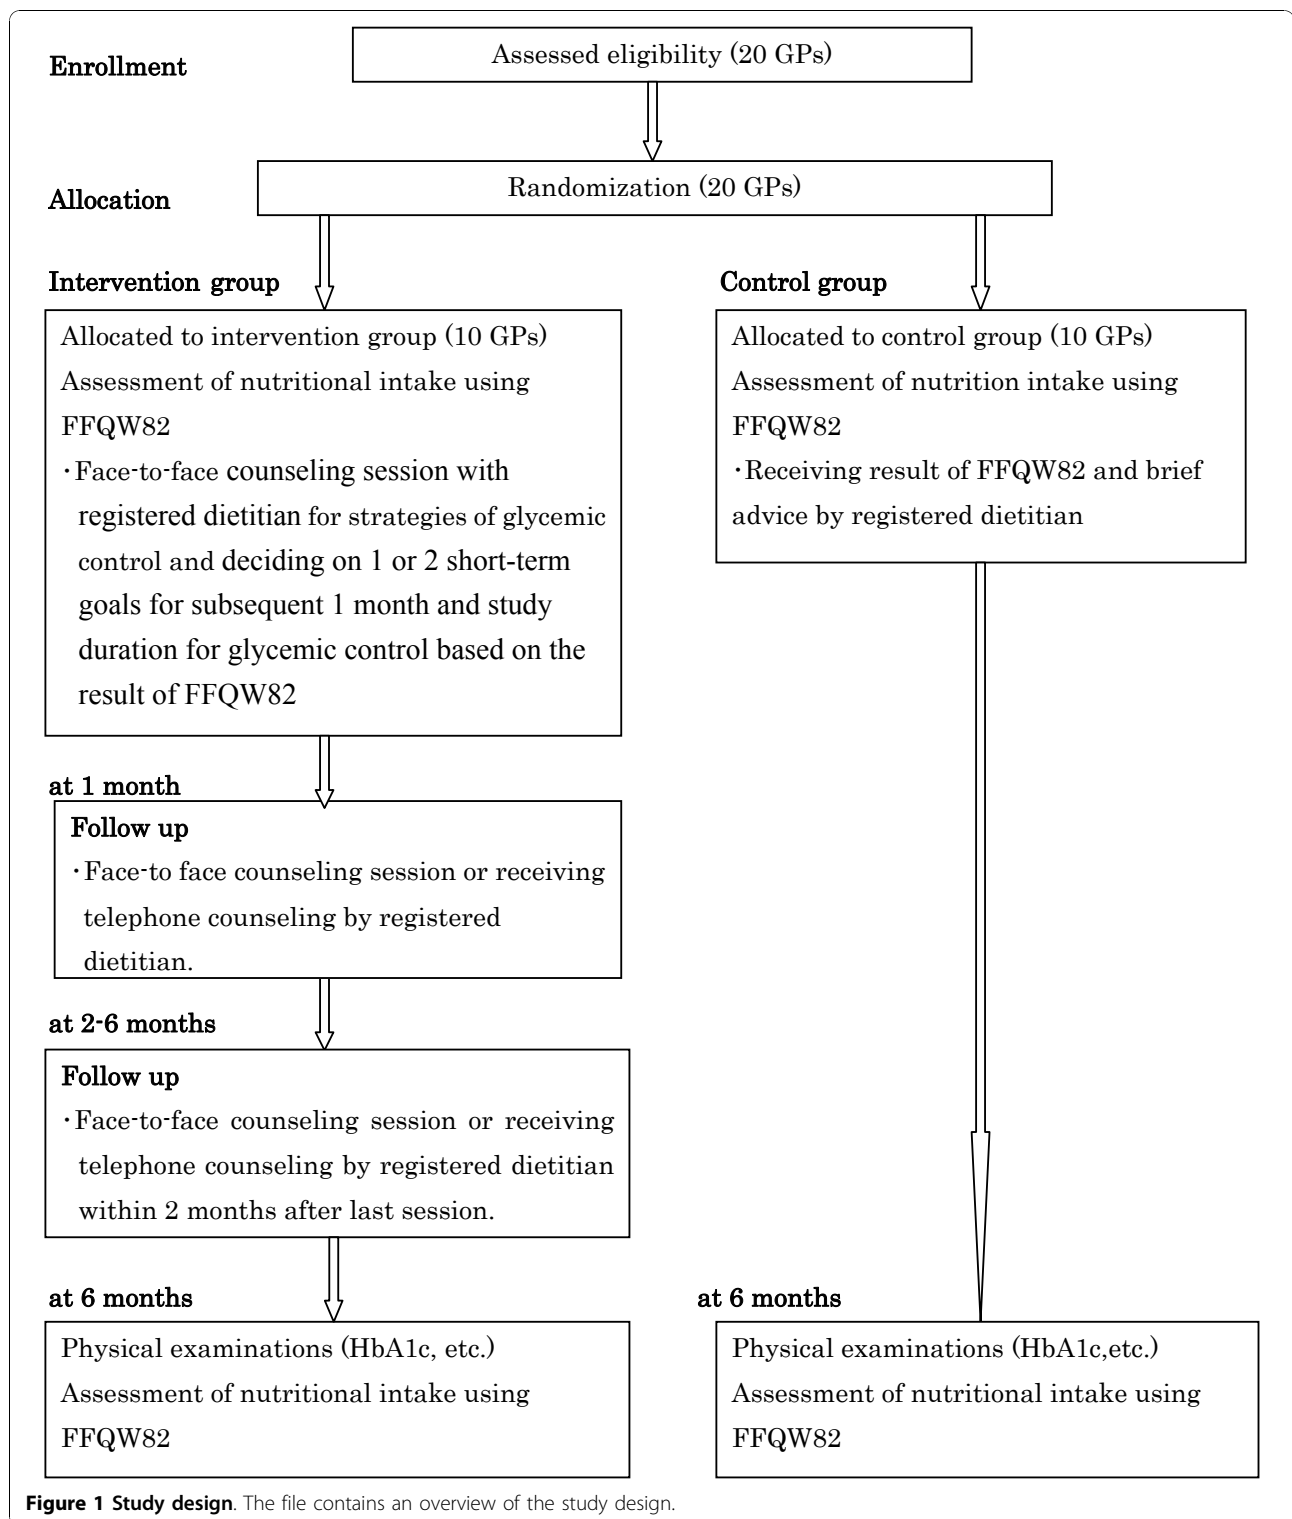 Enrollment
Assessed eligibility (20 GPs)
Allocation
Randomization (20 GPs)
Intervention group
Allocated to intervention group (10 GPs)
Assessment of nutritional intake using
FFQW82
・Face-to-face counseling session with
registered dietitian for strategies of glycemic
control and deciding on 1 or 2 short-term
goals for subsequent 1 month and study
duration for glycemic control based on the
result of FFQW82
Control group
Allocated to control group (10 GPs)
Assessment of nutrition intake using
FFQW82
・Receiving result of FFQW82 and brief
advice by registered dietitian
at 1 month
Follow up
・Face-to face counseling session or receiving
telephone counseling by registered
dietitian.
at 2-6 months
Follow up
・Face-to-face counseling session or receiving
telephone counseling by registered dietitian
within 2 months after last session.
at 6 months
Physical examinations (HbA1c, etc.)
Assessment of nutritional intake using
FFQW82
at 6 months
Physical examinations (HbA1c,etc.)
Assessment of nutritional intake using
FFQW82
Figure 1 Study design. The file contains an overview of the study design.